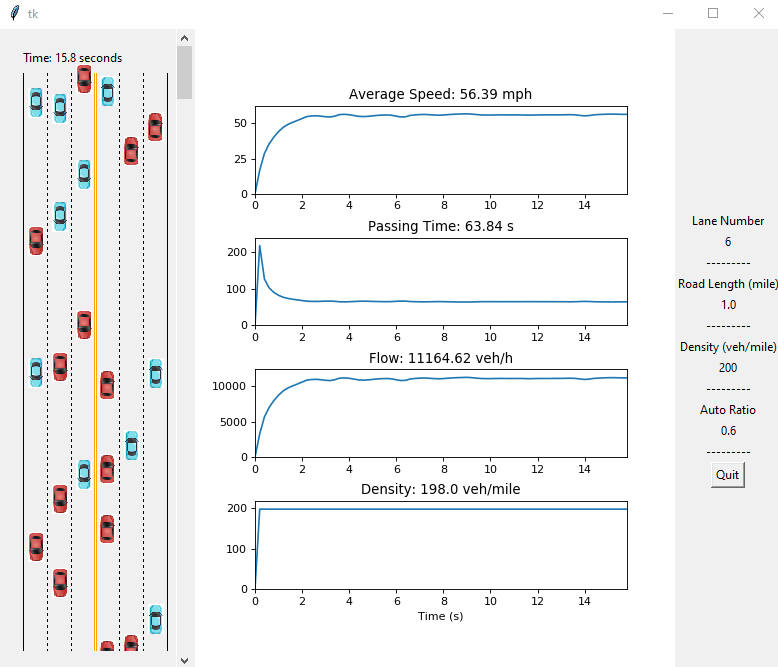 tk
Time: 15.8 seconds
Average Speed: 56.39 mph
50
25
0
0 2 4 6 8 10 12 14
Passing Time: 63.84 s
200
100
0
0 2 4 6 8 10 12 14
Flow: 11164.62 veh/h
10000
5000
0
0 2 4 6 8 10 12 14
Density: 198.0 veh/mile
200
100
0
0 2 4 6 8 10 12 14
Time (s)
Lane Number
6
---------
Road Length (mile)
1.0
---------
Density (veh/mile)
200
---------
Auto Ratio
0.6
---------
Quit